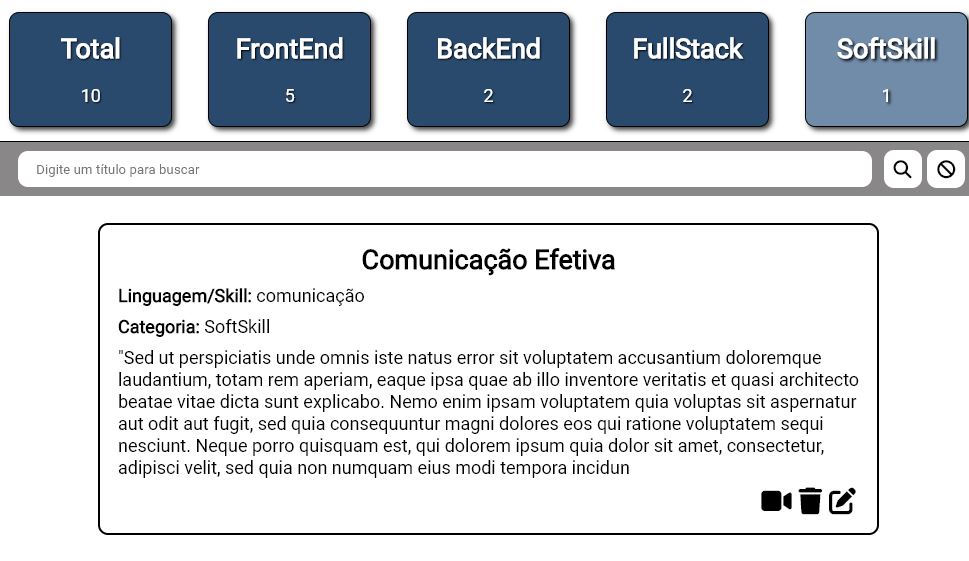 Total FrontEnd BackEnd FullStack SoftSkill
10 5 2 2 1
Digite um título para buscar
Comunicação Efetiva
Linguagem/Skill: comunicação
Categoria: SoftSkill
"Sed ut perspiciatis unde omnis iste natus error sit voluptatem accusantium doloremque
laudantium, totam rem aperiam, eaque ipsa quae ab illo inventore veritatis et quasi architecto
beatae vitae dicta sunt explicabo. Nemo enim ipsam voluptatem quia voluptas sit aspernatur
aut odit aut fugit, sed quia consequuntur magni dolores eos qui ratione voluptatem sequi
nesciunt. Neque porro quisquam est, qui dolorem ipsum quia dolor sit amet, consectetur,
adipisci velit, sed quia non numquam eius modi tempora incidun